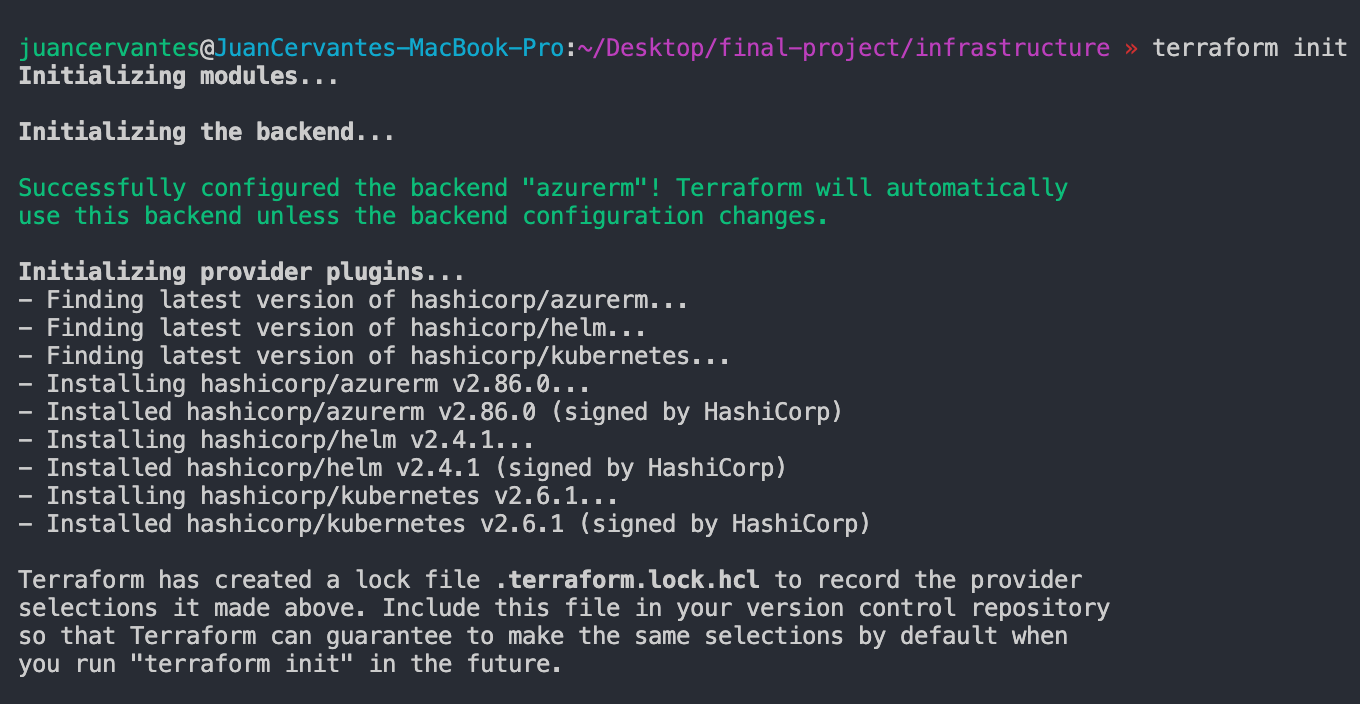 juancervantes@JuanCervantes-MacBook-Pro:~/Desktop/final-project/infrastructure » terraform init
Initializing modules...
Initializing the backend...
Successfully configured the backend "azurerm"! Terraform will automatically
use this backend unless the backend configuration changes.
Initializing provider plugins...
- Finding latest version of hashicorp/azurerm...
- Finding latest version of hashicorp/helm...
- Finding latest version of hashicorp/kubernetes...
- Installing hashicorp/azurerm v2.86.0...
- Installed hashicorp/azurerm v2.86.0 (signed by HashiCorp)
- Installing hashicorp/helm v2.4.1...
- Installed hashicorp/helm v2.4.1 (signed by HashiCorp)
- Installing hashicorp/kubernetes v2.6.1...
- Installed hashicorp/kubernetes v2.6.1 (signed by HashiCorp)
Terraform has created a lock file .terraform.lock.hcl to record the provider
selections it made above. Include this file in your version control repository
so that Terraform can guarantee to make the same selections by default when
you run "terraform init" in the future.